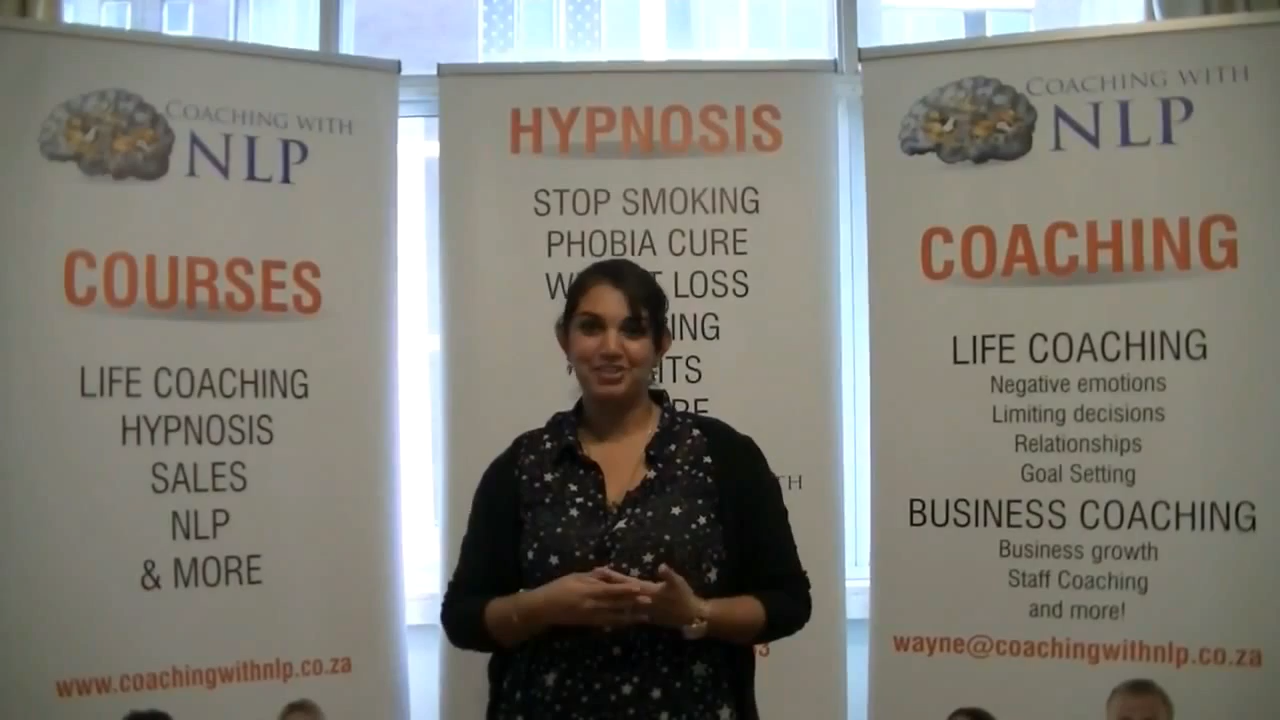 COACHING WITH
NLP
COURSES
LIFE COACHING
HYPNOSIS
SALES
NLP
& MORE
www.coachingwithnlp.co.za
HYPNOSIS
STOP SMOKING
PHOBIA CURE
LOSS
COACHING WITH
NLP
COACHING
LIFE COACHING
Negative emotions
Limiting decisions
Relationships
Goal Setting
BUSINESS COACHING
Business growth
Staff Coaching
and more!
wayne@coachingwithnlp.co.za